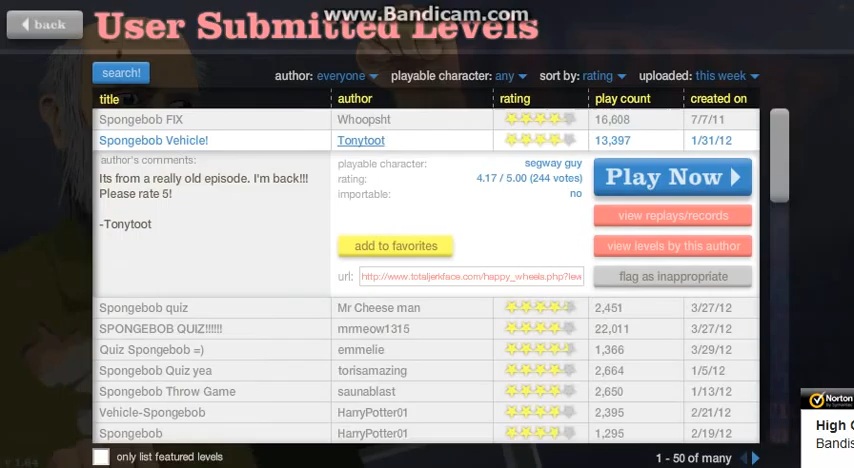 www.Bandicam.com
back
User Submitted Levels
search!
author: everyone playable character: any sort by: rating uploaded: this week
title author rating play count created on
Spongebob FIX Whoopsht 16,608 7/7/11
Spongebob Vehicle! Tonytoot 13,397 1/31/12
author's comments:
Its from a really old episode. I'm back!!!
Please rate 5!
-Tonytoot
playable character: segway guy
rating: 4.17 / 5.00 (244 votes)
importable: no
add to favorites
url: http://www.totaljerkface.com/happy_wheels.php?lev
Play Now
view replays/records
view levels by this author
flag as inappropriate
Spongebob quiz Mr Cheese man 2,451 3/27/12
SPONGEBOB QUIZ!!!!!! mrmeow1315 22,011 3/27/12
Quiz Spongebob =) emmelie 1,366 3/29/12
Spongebob Quiz yea torisamazing 2,664 1/5/12
Spongebob Throw Game saunablast 2,650 1/13/12
Vehicle-Spongebob HarryPotter01 2,395 2/21/12
Spongebob HarryPotter01 1,295 2/19/12
only list featured levels
1 - 50 of many
v 1.64
Norton
by Symantec
High
Bandi